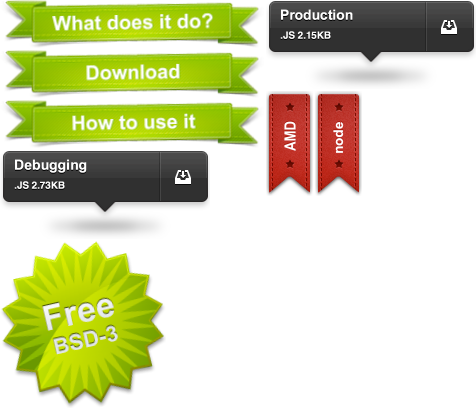 What does it do?
Download
How to use it
Production
.JS 2.15KB
AMD
node
Debugging
.JS 2.73KB
Free
BSD-3